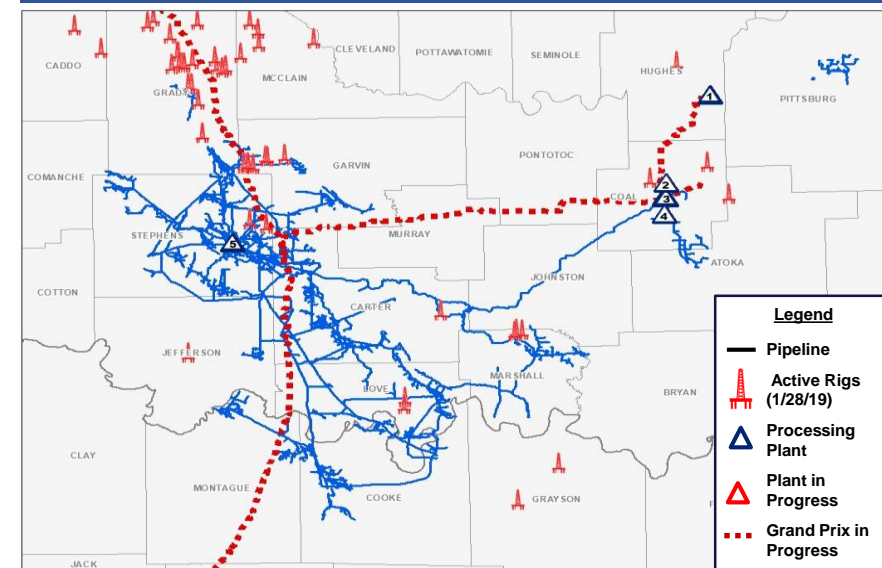 CLEVELAND
POTTAWATOMIE
SEMINOLE
CADDO
MCCLAIN
HUGHES
GRADY
PITTSBURG
1
PONTOTOC
GARVIN
COMANCHE
2
COAL
3
4
STEPHENS
5
MURRAY
ATOKA
JOHNSTON
COTTON
CARTER
JEFFERSON
MARSHALL
LOVE
BRYAN
CLAY
MONTAGUE
COOKE
GRAYSON
F
JACK
Legend
Pipeline
Active Rigs
(1/28/19)
Processing
Plant
Plant in
Progress
Grand Prix in
Progress